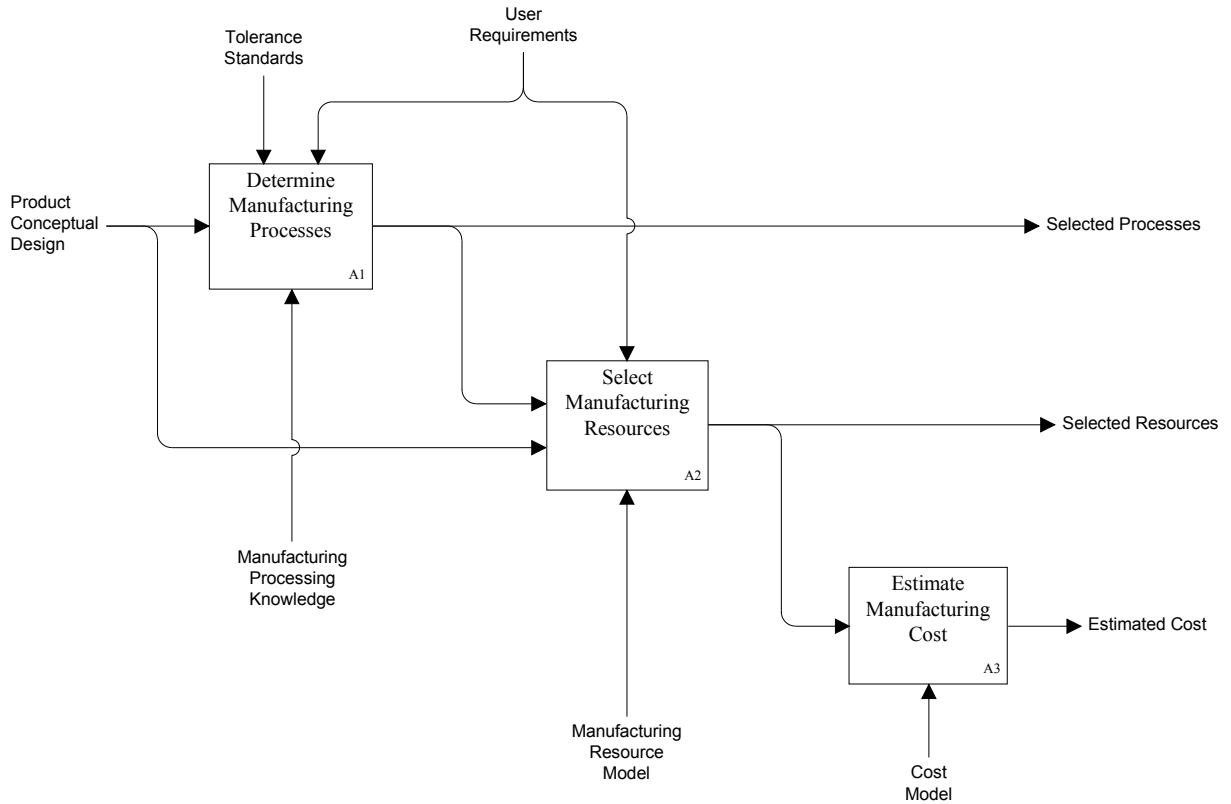 User
Requirements
Tolerance
Standards
Determine
Manufacturing
Processes
A1
Product
Conceptual
Design
Selected Processes
Select
Manufacturing
Resources
A2
Selected Resources
Manufacturing
Processing
Knowledge
Estimate
Manufacturing
Cost
A3
Estimated Cost
Manufacturing
Resource
Model
Cost
Model